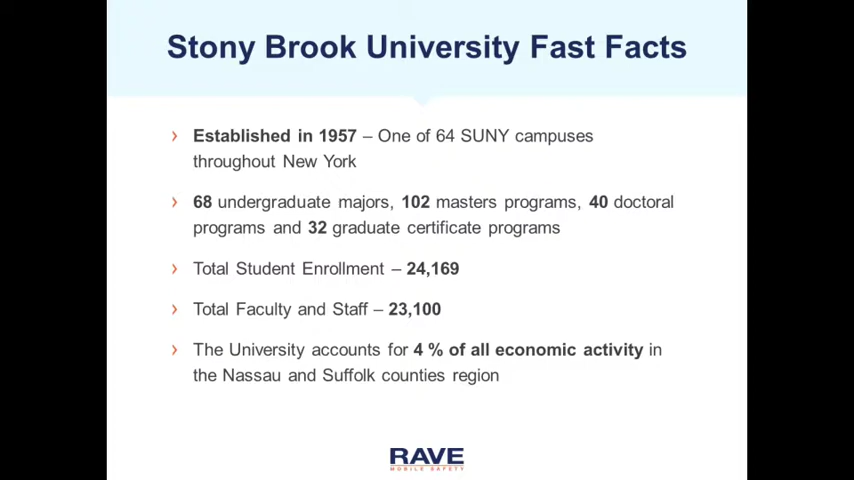 Stony Brook University Fast Facts
› Established in 1957 – One of 64 SUNY campuses
throughout New York
› 68 undergraduate majors, 102 masters programs, 40 doctoral
programs and 32 graduate certificate programs
› Total Student Enrollment – 24,169
› Total Faculty and Staff – 23,100
› The University accounts for 4 % of all economic activity in
the Nassau and Suffolk counties region
RAVE
MOBILE SAFETY